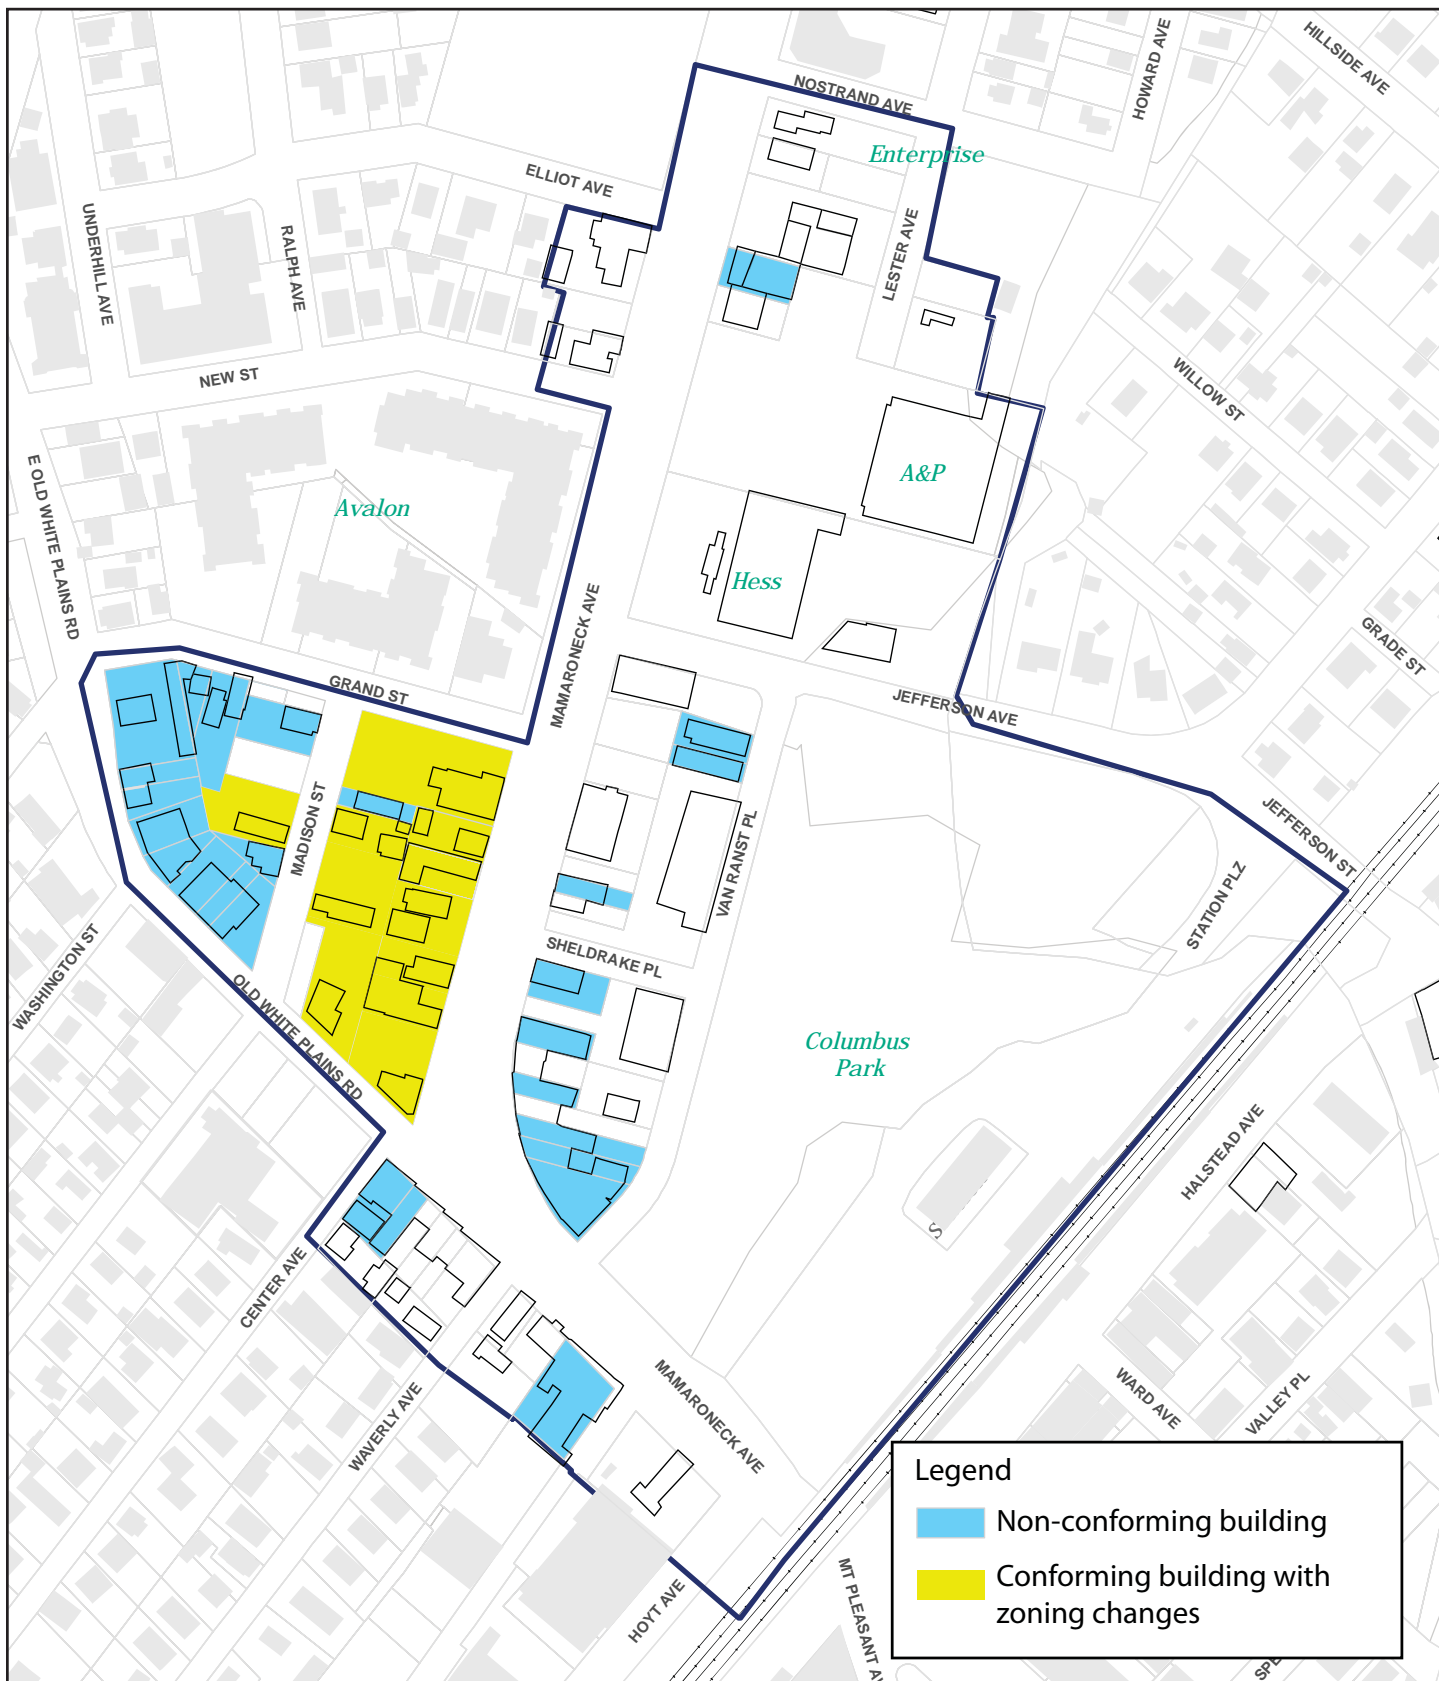 HILLSIDE AVE
HOWARD AVE
NOSTRAND AVE
Enterprise
ELLIOT AVE
UNDERHILL AVE
RALPH AVE
LESTER AVE
NEW ST
WILLOW ST
E OLD WHITE PLAINS RD
A&P
Avalon
Hess
MAMARONECK AVE
GRADE ST
GRAND ST
JEFFERSON AVE
MADISON ST
VAN RANST PL
JEFFERSON ST
STATION PLZ
WASHINGTON ST
SHELDRAKE PL
OLD WHITE PLAINS RD
Columbus
Park
HALSTEAD AVE
S
CENTER AVE
MAMARONECK AVE
WARD AVE
VALLEY PL
WAVERLY AVE
HOYT AVE
MT PLEASANT AV
Legend
Non-conforming building
Conforming building with
zoning changes